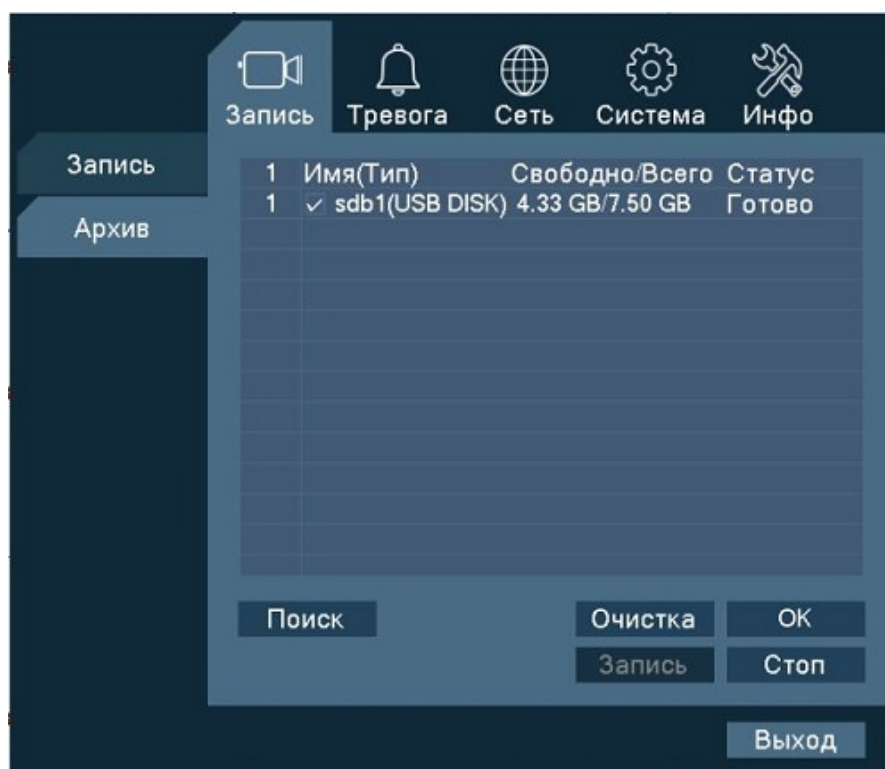 Запись Тревога Сеть Система Инфо
Запись
Архив
1 Имя(Тип) Свободно/Всего Статус
1 sdb1(USB DISK) 4.33 GB/7.50 GB Готово
Поиск Очистка OK
Запись Стоп
Выход